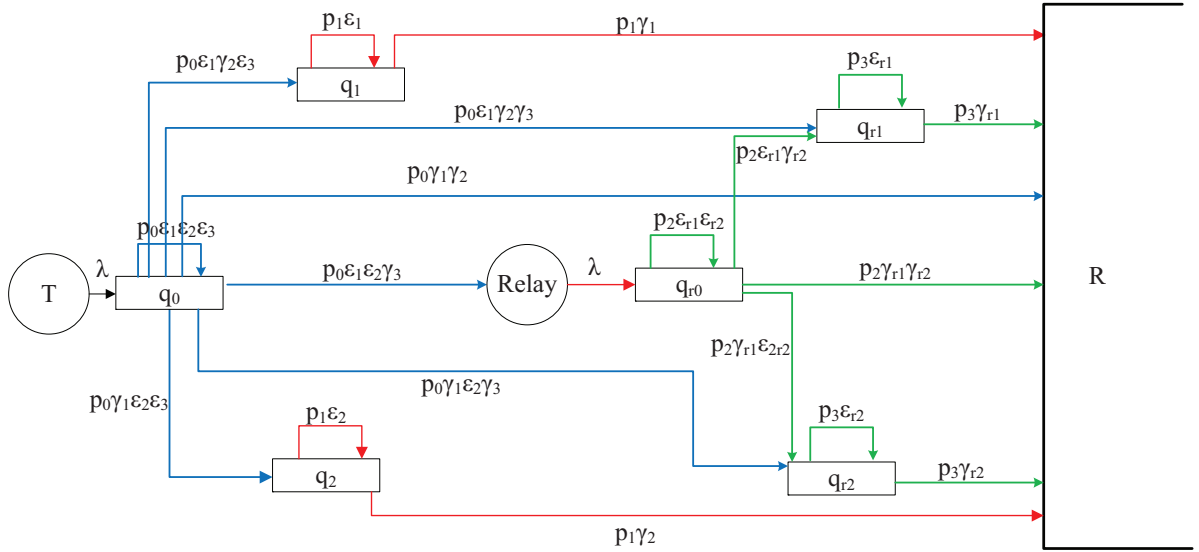 p₁ε₁
p₁γ₁
p₀ε₁γ₂ε₃
q₁
p₃ε_r1
p₀ε₁γ₂γ₃
q_r1
p₃γ_r1
p₂ε_r1γ_r2
p₀γ₁γ₂
p₀ε₁ε₂ε₃
p₂ε_r1ε_r2
λ
p₀ε₁ε₂γ₃
λ
p₂γ_r1γ_r2
T
q₀
Relay
q_r0
R
p₂γ_r1ε_2r2
p₀γ₁ε₂γ₃
p₀γ₁ε₂ε₃
p₁ε₂
p₃ε_r2
q₂
q_r2
p₃γ_r2
p₁γ₂